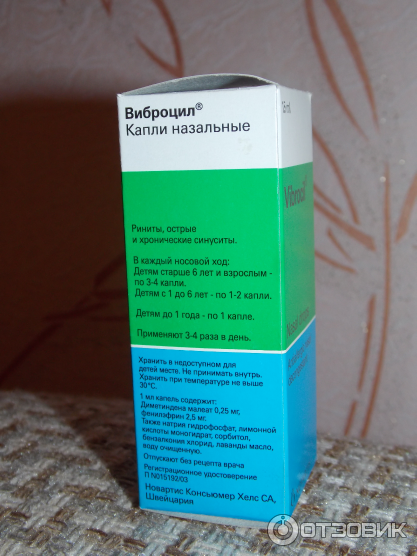 Виброцил®
Капли назальные
Риниты, острые
и хронические синуситы.
В каждый носовой ход:
Детям старше 6 лет и взрослым -
по 3-4 капли.
Детям с 1 до 6 лет - по 1-2 капли.
Детям до 1 года - по 1 капле.
Применяют 3-4 раза в день.
Хранить в недоступном для
детей месте. Не принимать внутрь.
Хранить при температуре не выше
30°С.
1 мл капель содержит:
Диметиндена малеат 0,25 мг,
фенилэфрин 2,5 мг.
Также натрия гидрофосфат, лимонной
кислоты моногидрат, сорбитол,
бензалкония хлорид, лаванды масло,
воду очищенную.
Отпускают без рецепта врача
Регистрационное удостоверение
П N015192/03
Новартис Консьюмер Хелс СА,
Швейцария
15 ml
Vibrocil
ОТЗОВИК